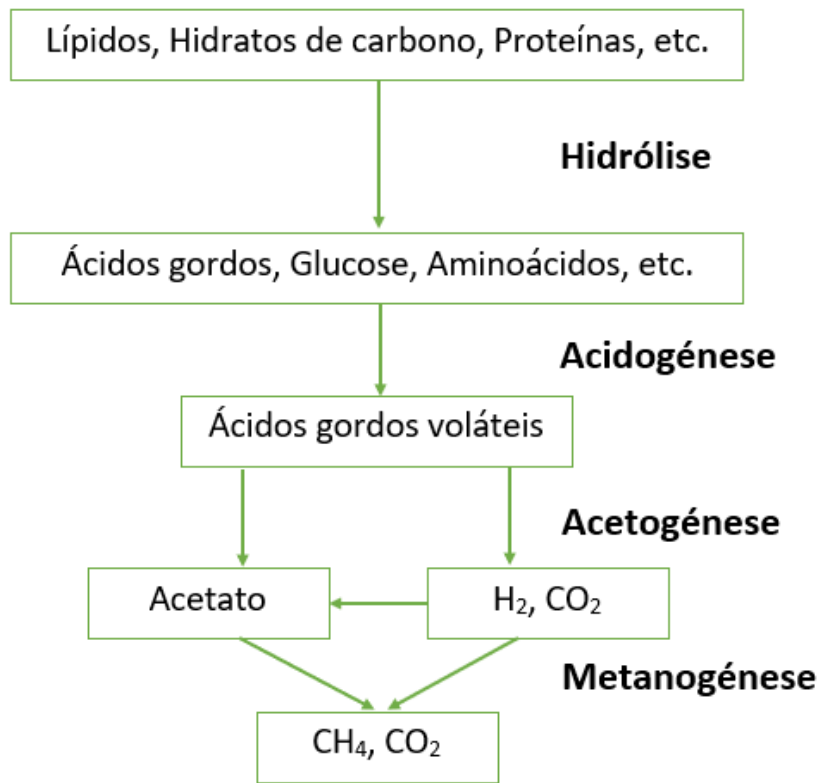 Lípidos, Hidratos de carbono, Proteínas, etc.
Hidrólise
Ácidos gordos, Glucose, Aminoácidos, etc.
Acidogénese
Ácidos gordos voláteis
Acetogénese
Acetato
H₂, CO₂
Metanogénese
CH₄, CO₂